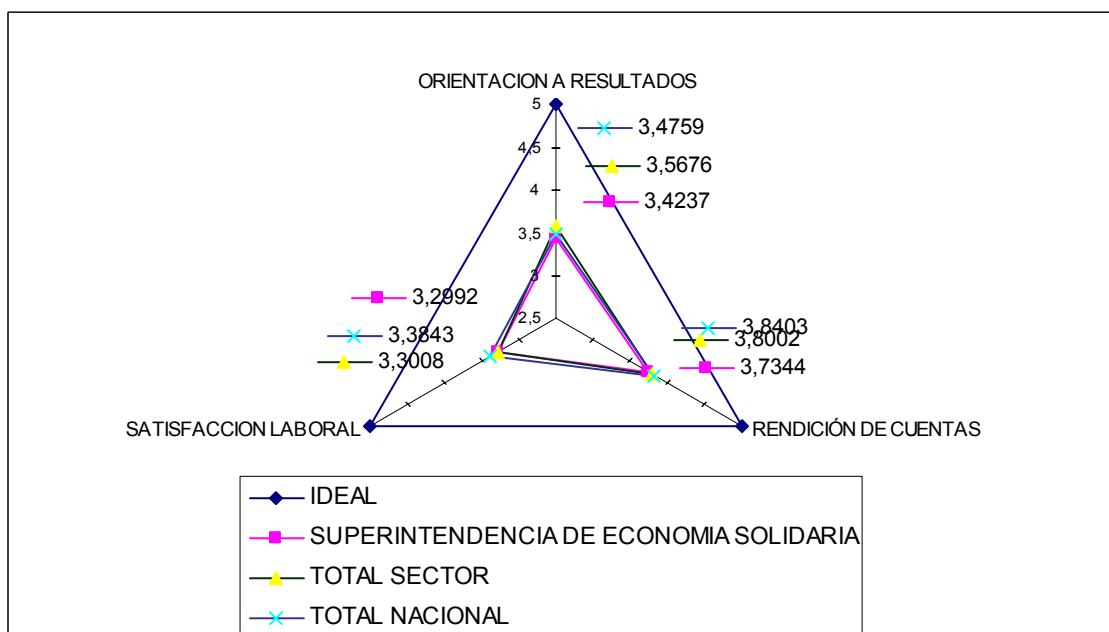 ORIENTACION A RESULTADOS
5
3,4759
4,5
3,5676
4
3,4237
3,5
3
3,2992
2,5
3,3843
3,8403
3,3008
3,8002
3,7344
SATISFACCION LABORAL
RENDICIÓN DE CUENTAS
IDEAL
SUPERINTENDENCIA DE ECONOMIA SOLIDARIA
TOTAL SECTOR
TOTAL NACIONAL